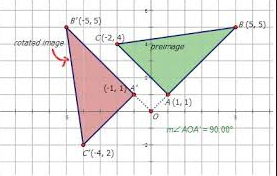 B'(-5, 5)
B (5, 5)
C(-2, 4)
rotated image
preimage
(-1, 1) A'
A (1, 1)
O
m∠AOA' = 90.00°
C'(-4, 2)